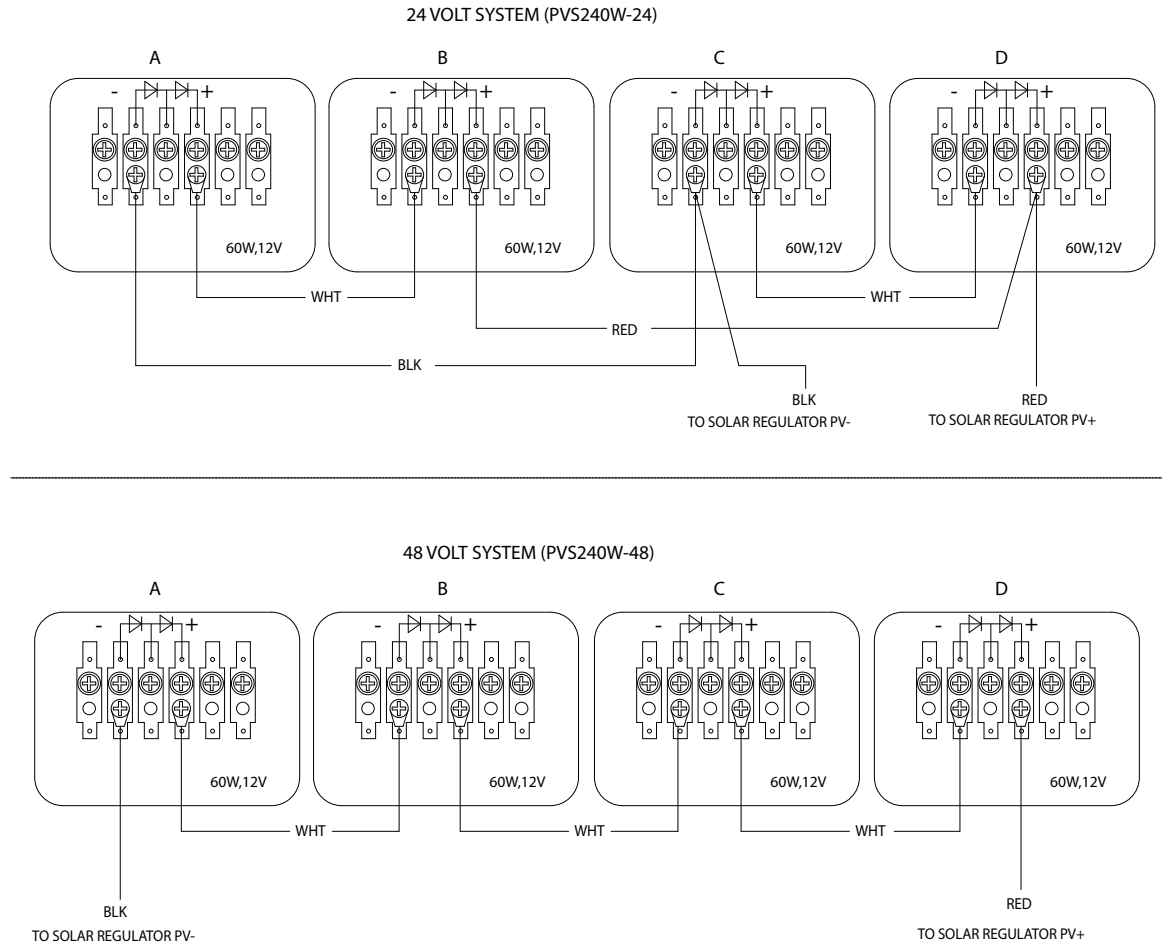 24 VOLT SYSTEM (PVS240W-24)
A
B
C
D
- +
- +
- +
- +
60W,12V
60W,12V
60W,12V
60W,12V
WHT
WHT
RED
BLK
BLK
TO SOLAR REGULATOR PV-
RED
TO SOLAR REGULATOR PV+
48 VOLT SYSTEM (PVS240W-48)
A
B
C
D
- +
- +
- +
- +
60W,12V
60W,12V
60W,12V
60W,12V
WHT
WHT
WHT
BLK
TO SOLAR REGULATOR PV-
RED
TO SOLAR REGULATOR PV+